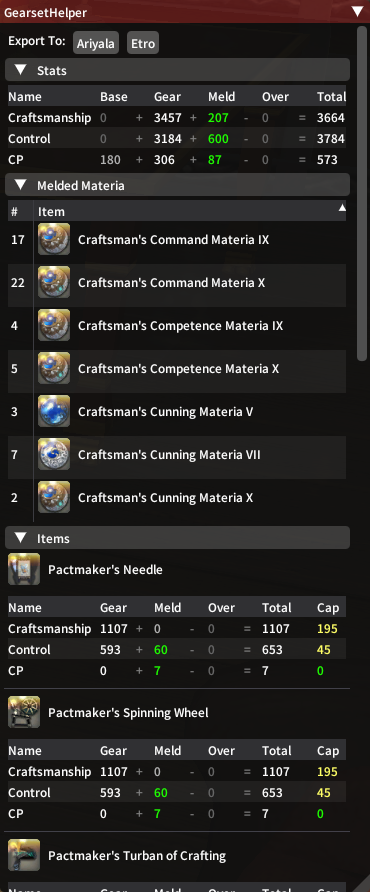 GearsetHelper
Export To: Ariyala Etro
Stats
Name Base Gear Meld Over Total
Craftsmanship 0 + 3457 + 207 - 0 = 3664
Control 0 + 3184 + 600 - 0 = 3784
CP 180 + 306 + 87 - 0 = 573
Melded Materia
# Item
17 Craftsman's Command Materia IX
22 Craftsman's Command Materia X
4 Craftsman's Competence Materia IX
5 Craftsman's Competence Materia X
3 Craftsman's Cunning Materia V
7 Craftsman's Cunning Materia VII
2 Craftsman's Cunning Materia X
Items
Pactmaker's Needle
Name Gear Meld Over Total Cap
Craftsmanship 1107 + 0 - 0 = 1107 195
Control 593 + 60 - 0 = 653 45
CP 0 + 7 - 0 = 7 0
Pactmaker's Spinning Wheel
Name Gear Meld Over Total Cap
Craftsmanship 1107 + 0 - 0 = 1107 195
Control 593 + 60 - 0 = 653 45
CP 0 + 7 - 0 = 7 0
Pactmaker's Turban of Crafting